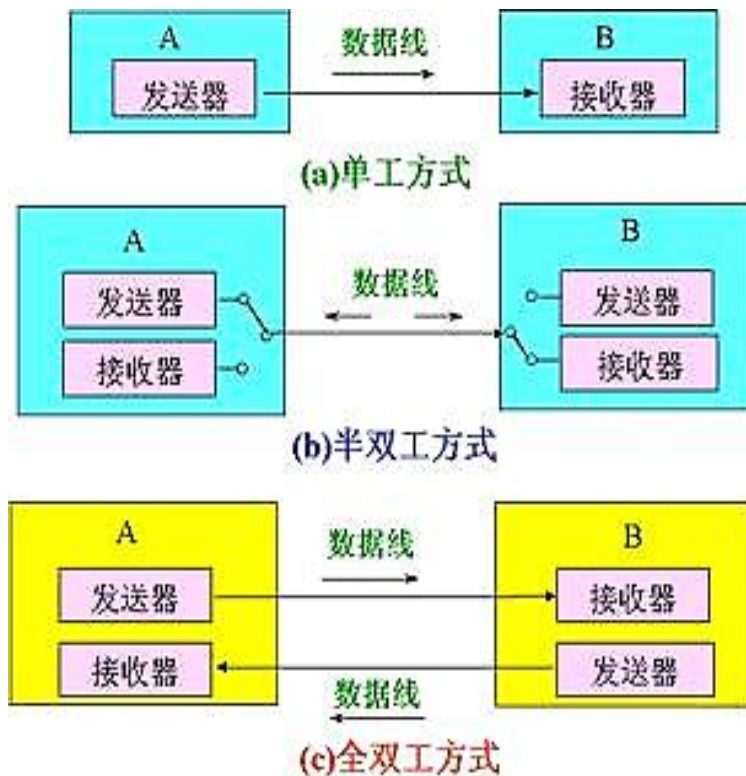 A
数据线
B
发送器
接收器
(a)单工方式
A
B
发送器
数据线
发送器
接收器
接收器
(b)半双工方式
A
数据线
B
发送器
接收器
接收器
发送器
数据线
(c)全双工方式